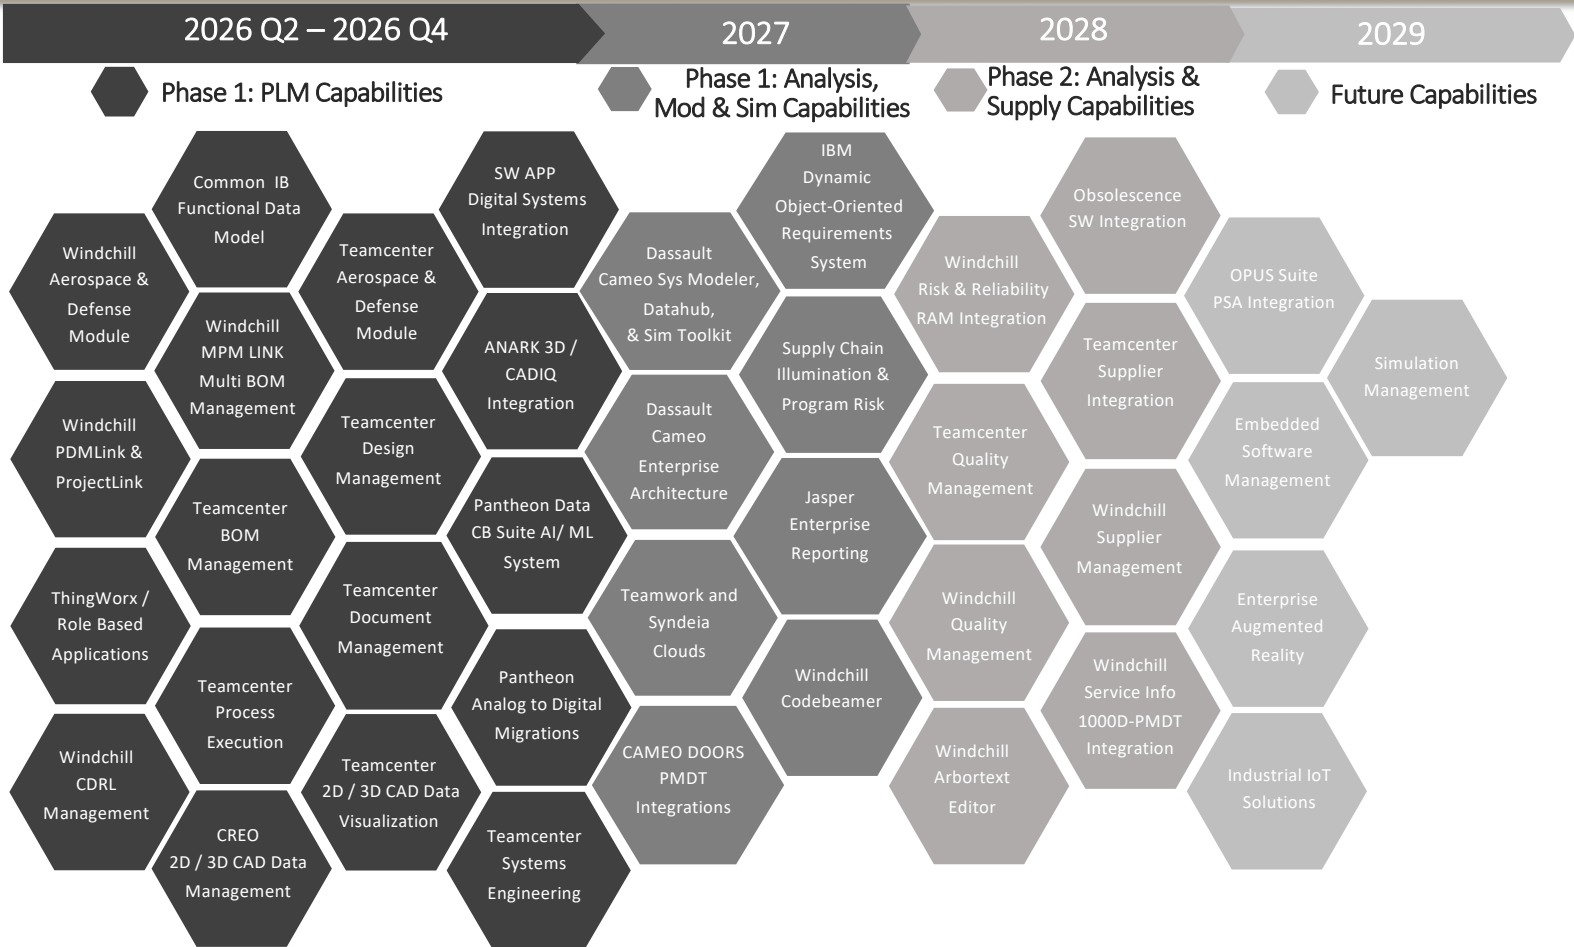 2026 Q2 – 2026 Q4
2027
2028
2029
Phase 1: PLM Capabilities
Phase 1: Analysis,
Mod & Sim Capabilities
Phase 2: Analysis &
Supply Capabilities
Future Capabilities
Windchill
Aerospace &
Defense
Module
Windchill
PDMLink &
ProjectLink
ThingWorx /
Role Based
Applications
Windchill
CDRL
Management
Common IB
Functional Data
Model
Windchill
MPM LINK
Multi BOM
Management
Teamcenter
BOM
Management
Teamcenter
Process
Execution
CREO
2D / 3D CAD Data
Management
Teamcenter
Aerospace &
Defense
Module
Teamcenter
Design
Management
Teamcenter
Document
Management
Teamcenter
2D / 3D CAD Data
Visualization
SW APP
Digital Systems
Integration
ANARK 3D /
CADIQ
Integration
Pantheon Data
CB Suite AI/ ML
System
Pantheon
Analog to Digital
Migrations
Teamcenter
Systems
Engineering
Dassault
Cameo Sys Modeler,
Datahub,
& Sim Toolkit
Dassault
Cameo
Enterprise
Architecture
Teamwork and
Syndeia
Clouds
CAMEO DOORS
PMDT
Integrations
IBM
Dynamic
Object-Oriented
Requirements
System
Supply Chain
Illumination &
Program Risk
Jasper
Enterprise
Reporting
Windchill
Codebeamer
Windchill
Risk & Reliability
RAM Integration
Teamcenter
Quality
Management
Windchill
Quality
Management
Windchill
Arbortext
Editor
Obsolescence
SW Integration
Teamcenter
Supplier
Integration
Windchill
Supplier
Management
Windchill
Service Info
1000D-PMDT
Integration
OPUS Suite
PSA Integration
Embedded
Software
Management
Enterprise
Augmented
Reality
Industrial IoT
Solutions
Simulation
Management